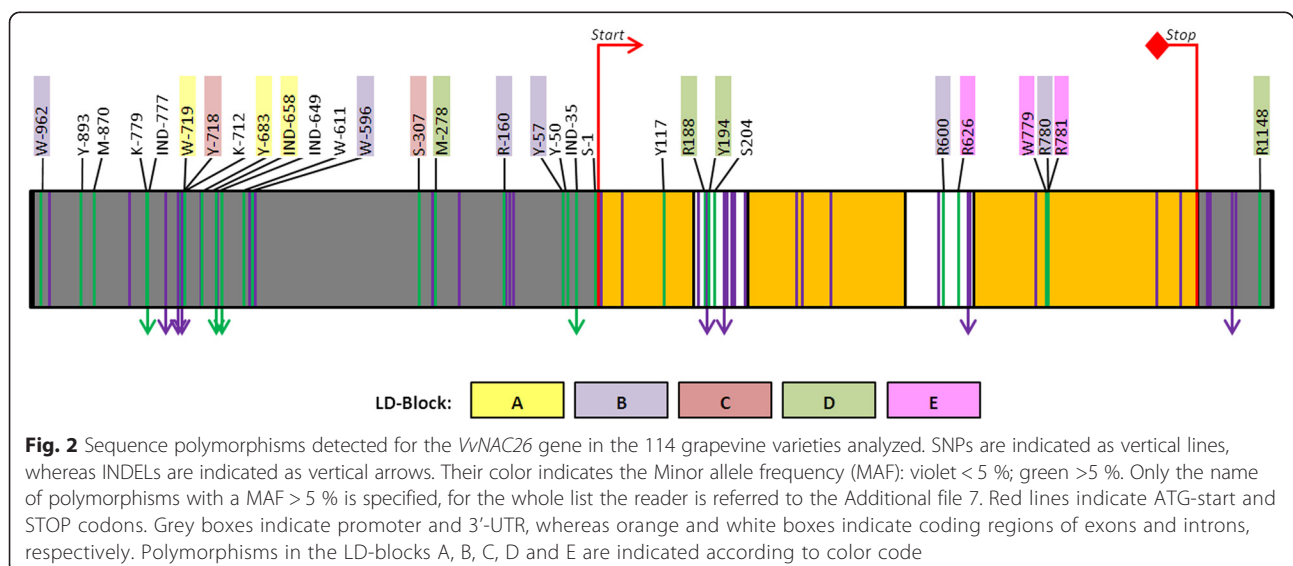 Start
Stop
W-962
Y-893
M-870
K-779
IND-777
W-719
Y-718
K-712
Y-683
IND-658
IND-649
W-611
W-596
S-307
M-278
R-160
Y-57
Y-50
IND-35
S-1
Y117
R188
Y194
S204
R600
R626
W779
R780
R781
R1148
LD-Block:
A
B
C
D
E
Fig. 2 Sequence polymorphisms detected for the VvNAC26 gene in the 114 grapevine varieties analyzed. SNPs are indicated as vertical lines,
whereas INDELs are indicated as vertical arrows. Their color indicates the Minor allele frequency (MAF): violet < 5 %; green >5 %. Only the name
of polymorphisms with a MAF > 5 % is specified, for the whole list the reader is referred to the Additional file 7. Red lines indicate ATG-start and
STOP codons. Grey boxes indicate promoter and 3′-UTR, whereas orange and white boxes indicate coding regions of exons and introns,
respectively. Polymorphisms in the LD-blocks A, B, C, D and E are indicated according to color code